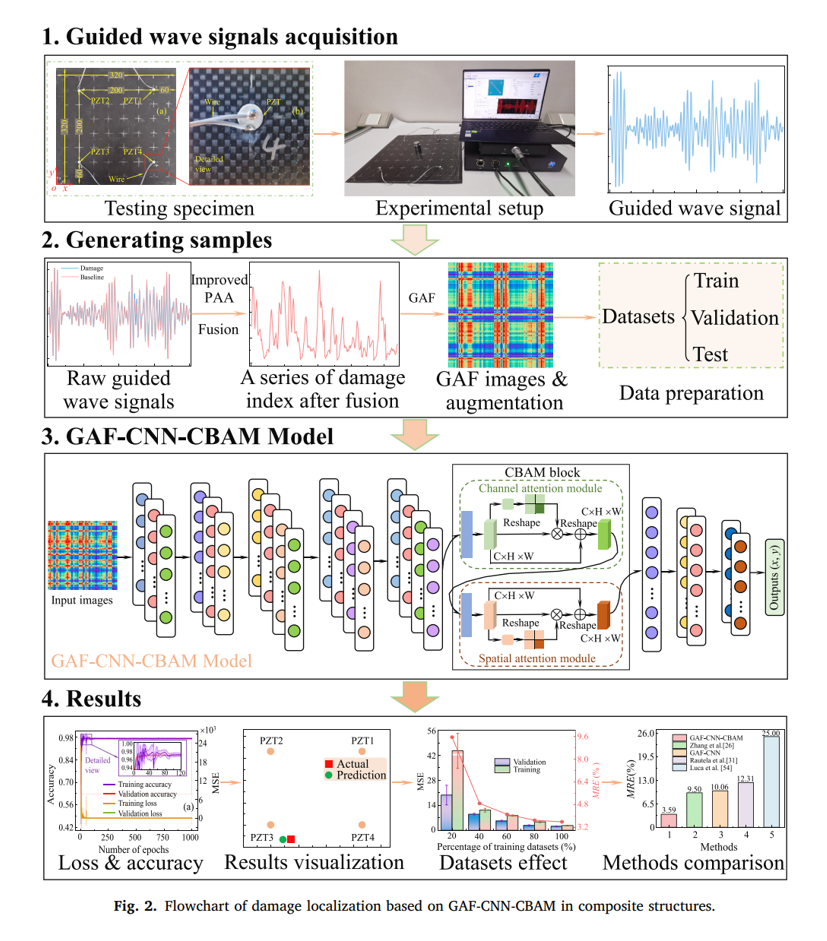 1. Guided wave signals acquisition
320
200
60
PZT2
PZT1
(a)
320
200
PZT3
PZT4
60
Wire
y
o
x
Wire
PZT
(b)
4
Detailed
view
Testing specimen
Experimental setup
Guided wave signal
2. Generating samples
Damage
Baseline
Improved
PAA
Fusion
GAF
Datasets
Train
Validation
Test
Raw guided
wave signals
A series of damage
index after fusion
GAF images &
augmentation
Data preparation
3. GAF-CNN-CBAM Model
CBAM block
Channel attention module
C×H×W
Reshape
Reshape
C×H×W
Input images
C×H×W
Reshape
Reshape
C×H×W
Spatial attention module
Outputs (x, y)
GAF-CNN-CBAM Model
4. Results
Accuracy
0.98
0.84
0.70
0.56
0.42
×10³
24
18
12
6
0
MSE
1.00
0.98
0.96
0.94
0 40 80 120
Detailed
view
Training accuracy
Validation accuracy
Training loss
Validation loss
(a)
0 250 500 750 1000
Number of epochs
Loss & accuracy
PZT2
PZT1
Actual
Prediction
PZT3
PZT4
Results visualization
MSE
56
42
28
14
0
Validation
Training
9.6
8.0
6.4
4.8
3.2
MRE (%)
20 40 60 80 100
Percentage of training datasets (%)
Datasets effect
MRE(%)
26.0
19.5
13.0
6.5
0.0
GAF-CNN-CBAM
Zhang et al.[26]
GAF-CNN
Rautela et al.[31]
Luca et al. [54]
3.59
9.50
10.06
12.31
25.00
1 2 3 4 5
Methods
Methods comparison
Fig. 2. Flowchart of damage localization based on GAF-CNN-CBAM in composite structures.